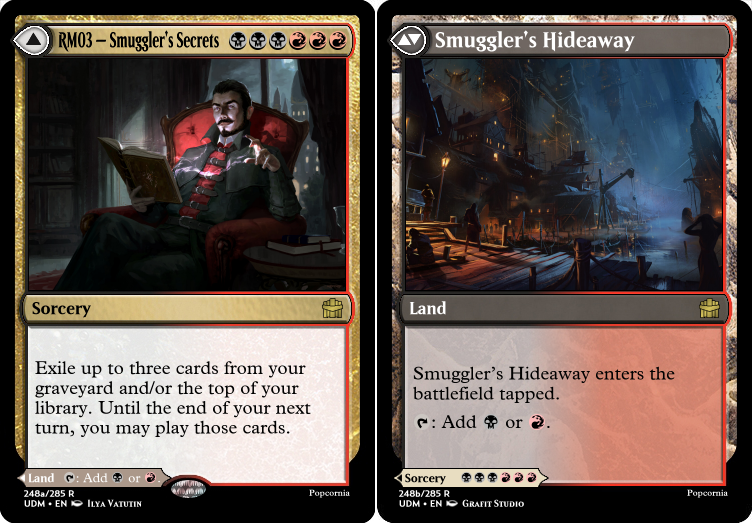 RM03 – Smuggler's Secrets
Sorcery
Exile up to three cards from your
graveyard and/or the top of your
library. Until the end of your next
turn, you may play those cards.
Land : Add or .
248a/285 R
Popcornia
UDM • EN Ilya Vatutin
Smuggler's Hideaway
Land
Smuggler's Hideaway enters the
battlefield tapped.
: Add or .
Sorcery
248b/285 R
Popcornia
UDM • EN Grafit Studio